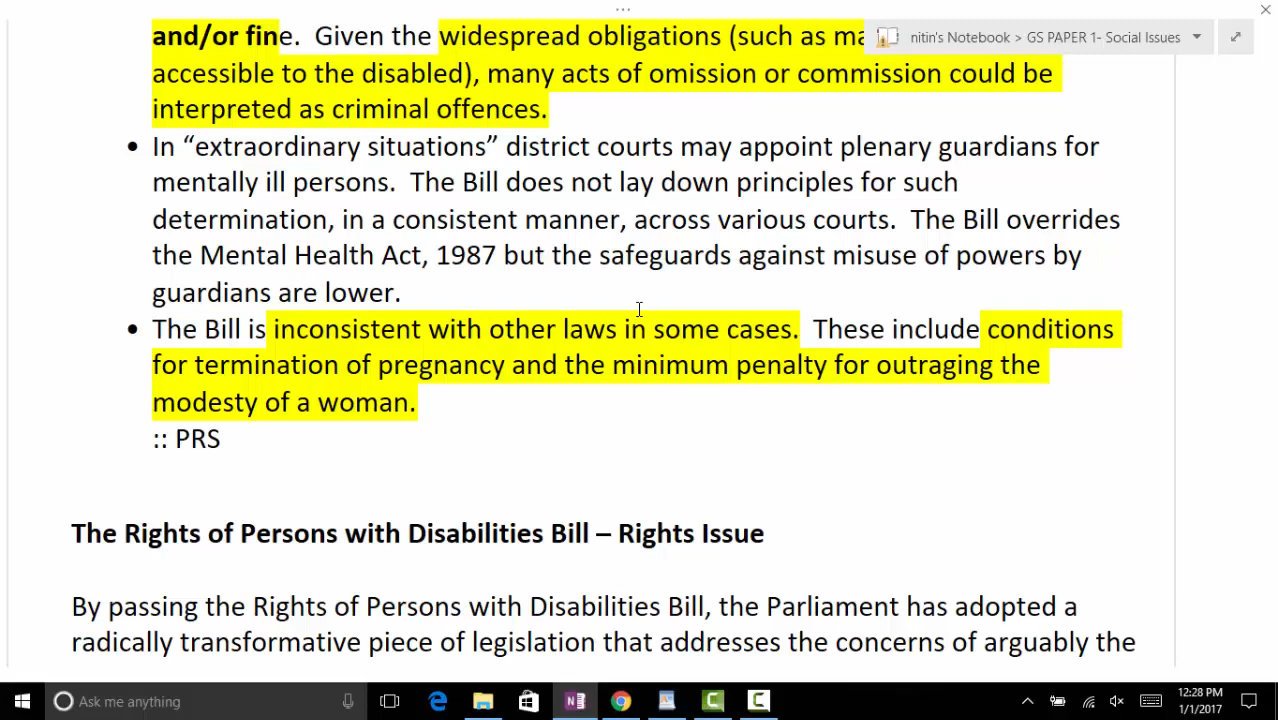 and/or fine. Given the widespread obligations (such as ma
nitin's Notebook > GS PAPER 1- Social Issues
accessible to the disabled), many acts of omission or commission could be
interpreted as criminal offences.
• In “extraordinary situations” district courts may appoint plenary guardians for
mentally ill persons. The Bill does not lay down principles for such
determination, in a consistent manner, across various courts. The Bill overrides
the Mental Health Act, 1987 but the safeguards against misuse of powers by
guardians are lower.
• The Bill is inconsistent with other laws in some cases. These include conditions
for termination of pregnancy and the minimum penalty for outraging the
modesty of a woman.
:: PRS
The Rights of Persons with Disabilities Bill – Rights Issue
By passing the Rights of Persons with Disabilities Bill, the Parliament has adopted a
radically transformative piece of legislation that addresses the concerns of arguably the
Ask me anything
12:28 PM
1/1/2017